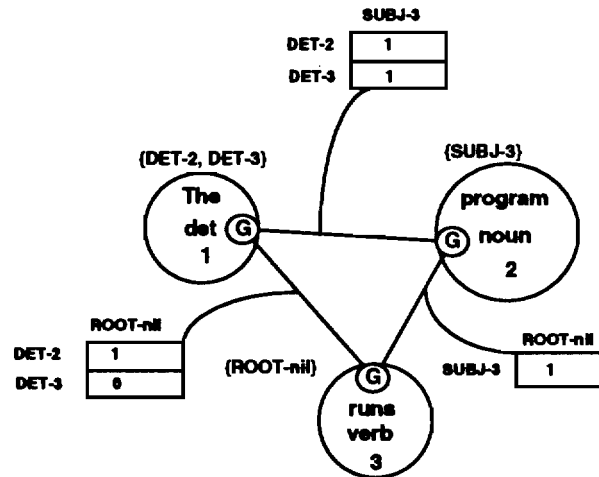 SUBJ-3
DET-2 1
DET-3 1
{DET-2, DET-3}
{SUBJ-3}
The
det G
1
program
G noun
2
ROOT-nil
DET-2 1
DET-3 0
{ROOT-nil}
ROOT-nil
SUBJ-3 1
G
runs
verb
3